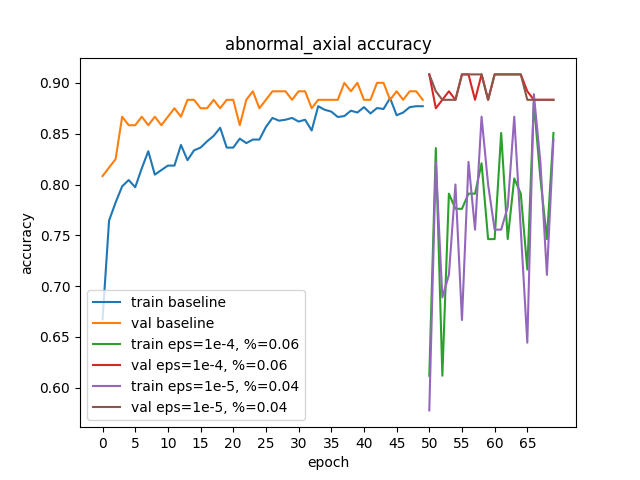 abnormal_axial accuracy
accuracy
0.90
0.85
0.80
0.75
0.70
0.65
0.60
train baseline
val baseline
train eps=1e-4, %=0.06
val eps=1e-4, %=0.06
train eps=1e-5, %=0.04
val eps=1e-5, %=0.04
0 5 10 15 20 25 30 35 40 45 50 55 60 65
epoch